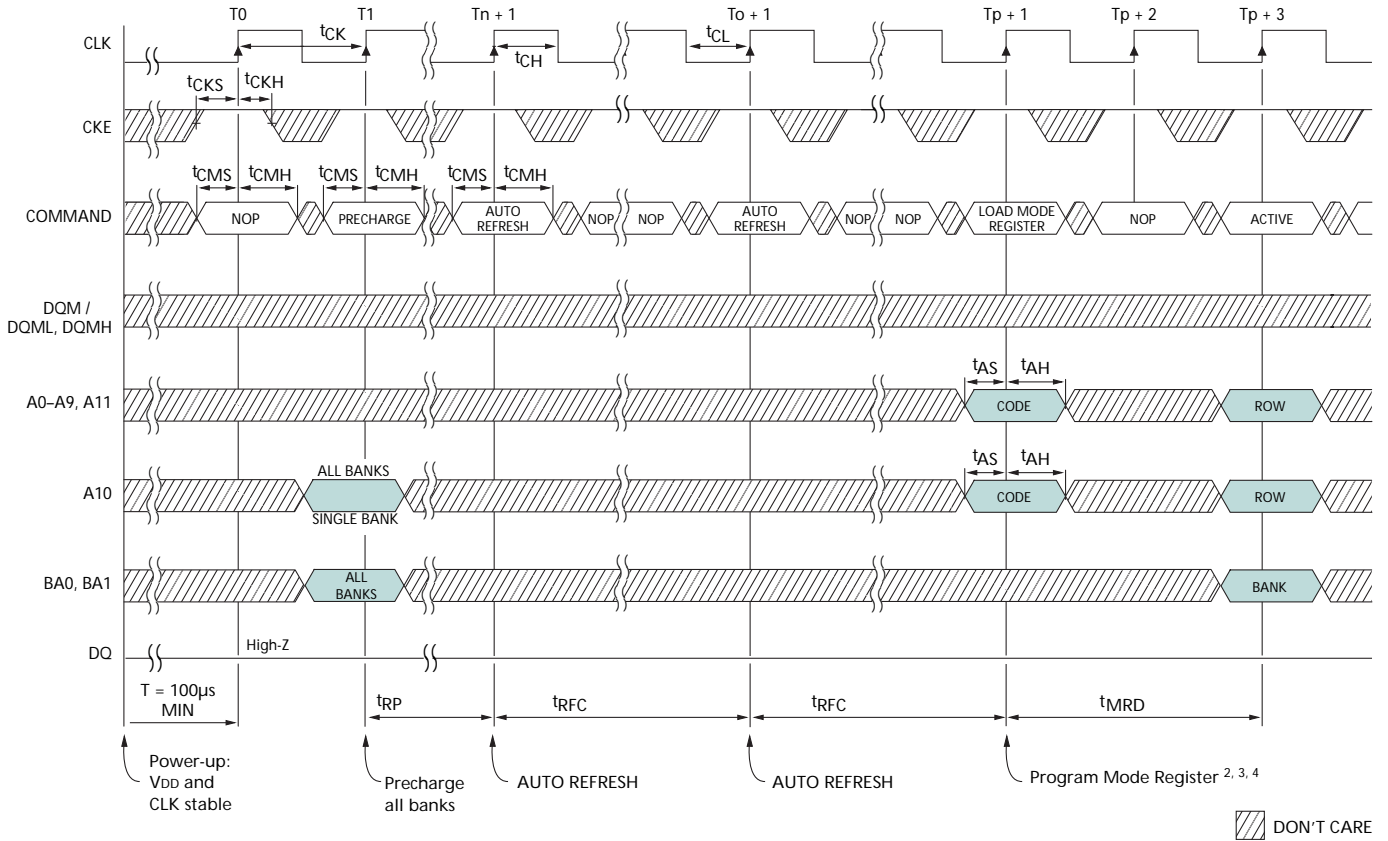 T0 T1 Tn + 1 To + 1 Tp + 1 Tp + 2 Tp + 3
CLK
tCK
tCH
tCL
tCKS tCKH
CKE
tCMS tCMH tCMS tCMH tCMS tCMH
COMMAND
NOP PRECHARGE AUTO REFRESH NOP NOP AUTO REFRESH NOP NOP LOAD MODE REGISTER NOP ACTIVE
DQM /
DQML, DQMH
tAS tAH
A0–A9, A11
CODE ROW
ALL BANKS
tAS tAH
A10
CODE ROW
SINGLE BANK
BA0, BA1
ALL BANKS
BANK
DQ
High-Z
T = 100µs
MIN
tRP tRFC tRFC tMRD
Power-up:
VDD and
CLK stable
Precharge
all banks
AUTO REFRESH
AUTO REFRESH
Program Mode Register 2, 3, 4
DON'T CARE